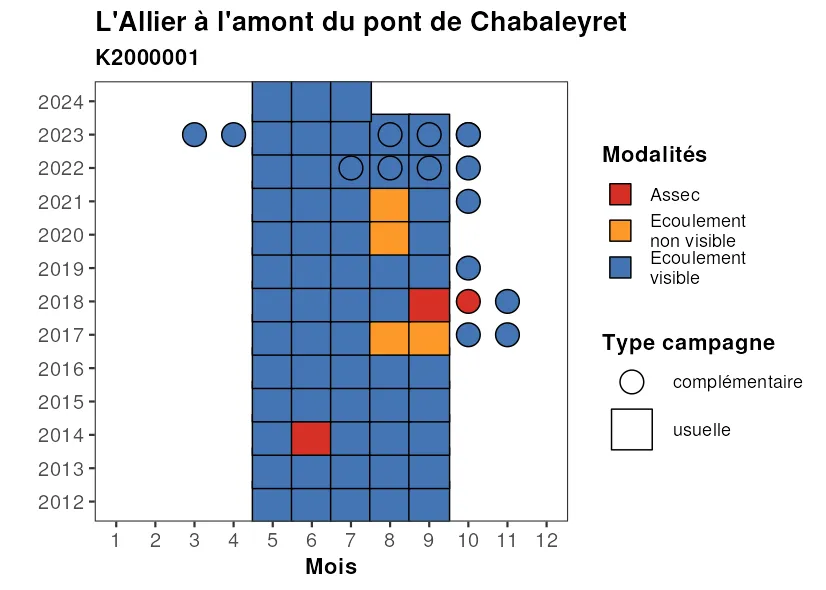 L'Allier à l'amont du pont de Chabaleyret
K2000001
2024
2023
2022
2021
2020
2019
2018
2017
2016
2015
2014
2013
2012
1 2 3 4 5 6 7 8 9 10 11 12
Mois
Modalités
Assec
Ecoulement
non visible
Ecoulement
visible
Type campagne
complémentaire
usuelle